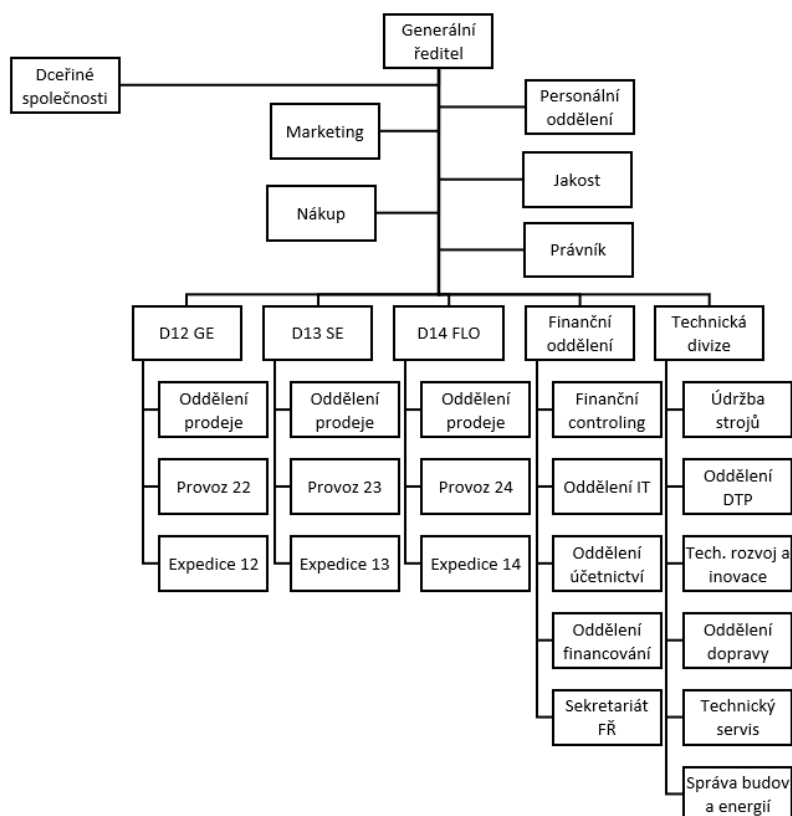 Generální
ředitel
Dceřiné
společnosti
Personální
oddělení
Marketing
Jakost
Nákup
Právník
D12 GE
D13 SE
D14 FLO
Finanční
oddělení
Technická
divize
Oddělení
prodeje
Oddělení
prodeje
Oddělení
prodeje
Finanční
controling
Údržba
strojů
Provoz 22
Provoz 23
Provoz 24
Oddělení IT
Oddělení
DTP
Expedice 12
Expedice 13
Expedice 14
Oddělení
účetnictví
Tech. rozvoj a
inovace
Oddělení
financování
Oddělení
dopravy
Sekretariát
FŘ
Technický
servis
Správa budov
a energií